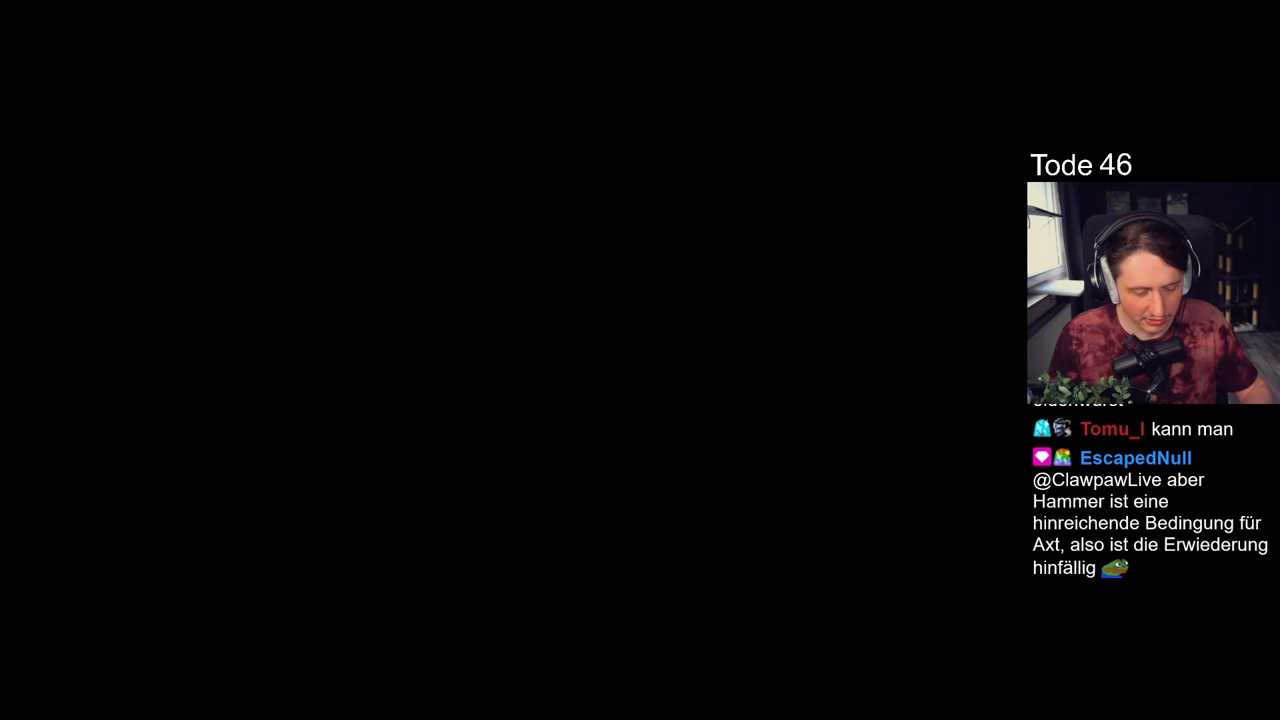 Tode 46
Tomu_I kann man
EscapedNull
@ClawpawLive aber
Hammer ist eine
hinreichende Bedingung für
Axt, also ist die Erwiederung
hinfällig